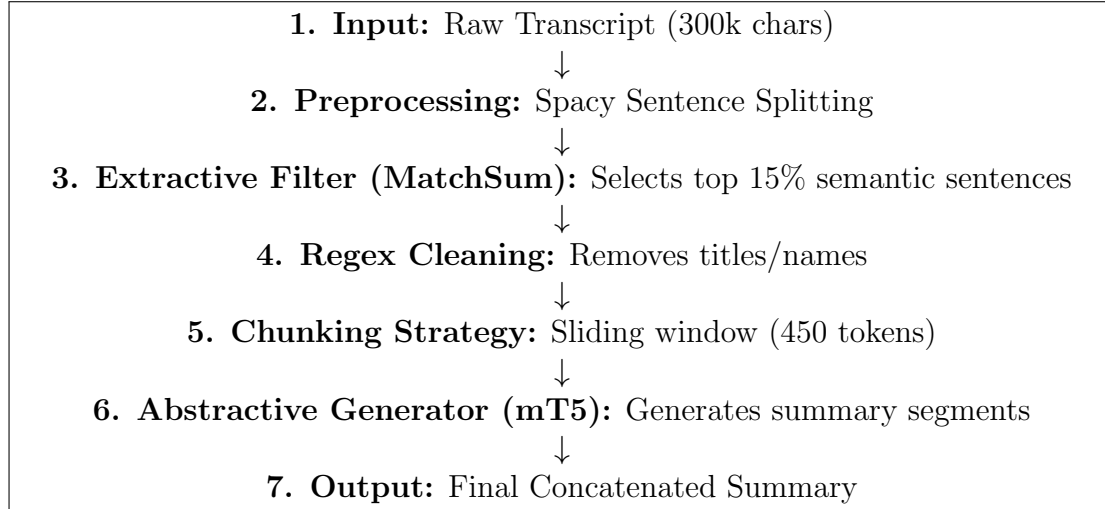 1. Input: Raw Transcript (300k chars)
↓
2. Preprocessing: Spacy Sentence Splitting
↓
3. Extractive Filter (MatchSum): Selects top 15% semantic sentences
↓
4. Regex Cleaning: Removes titles/names
↓
5. Chunking Strategy: Sliding window (450 tokens)
↓
6. Abstractive Generator (mT5): Generates summary segments
↓
7. Output: Final Concatenated Summary